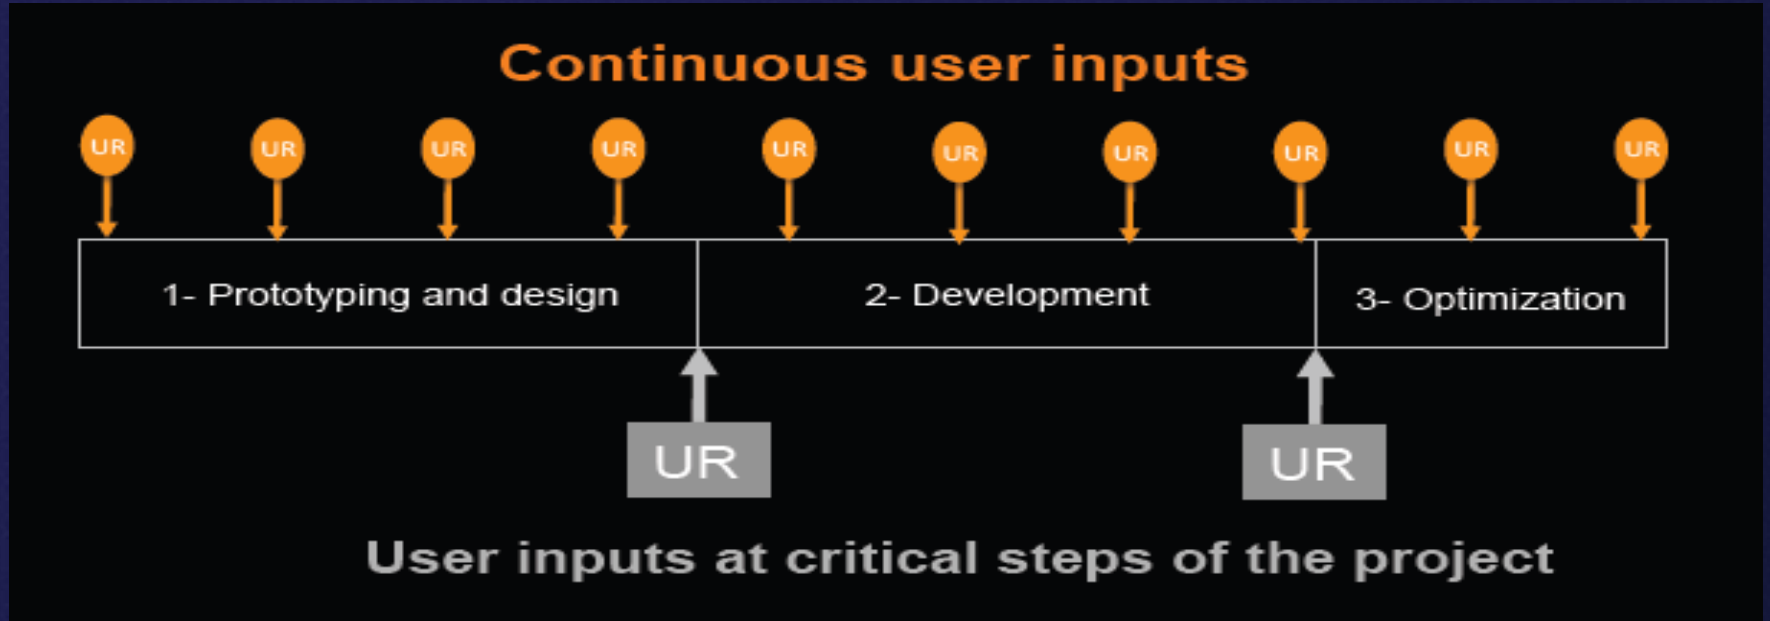 Continuous user inputs
UR UR UR UR UR UR UR UR UR UR
1- Prototyping and design 2- Development 3- Optimization
UR UR
User inputs at critical steps of the project